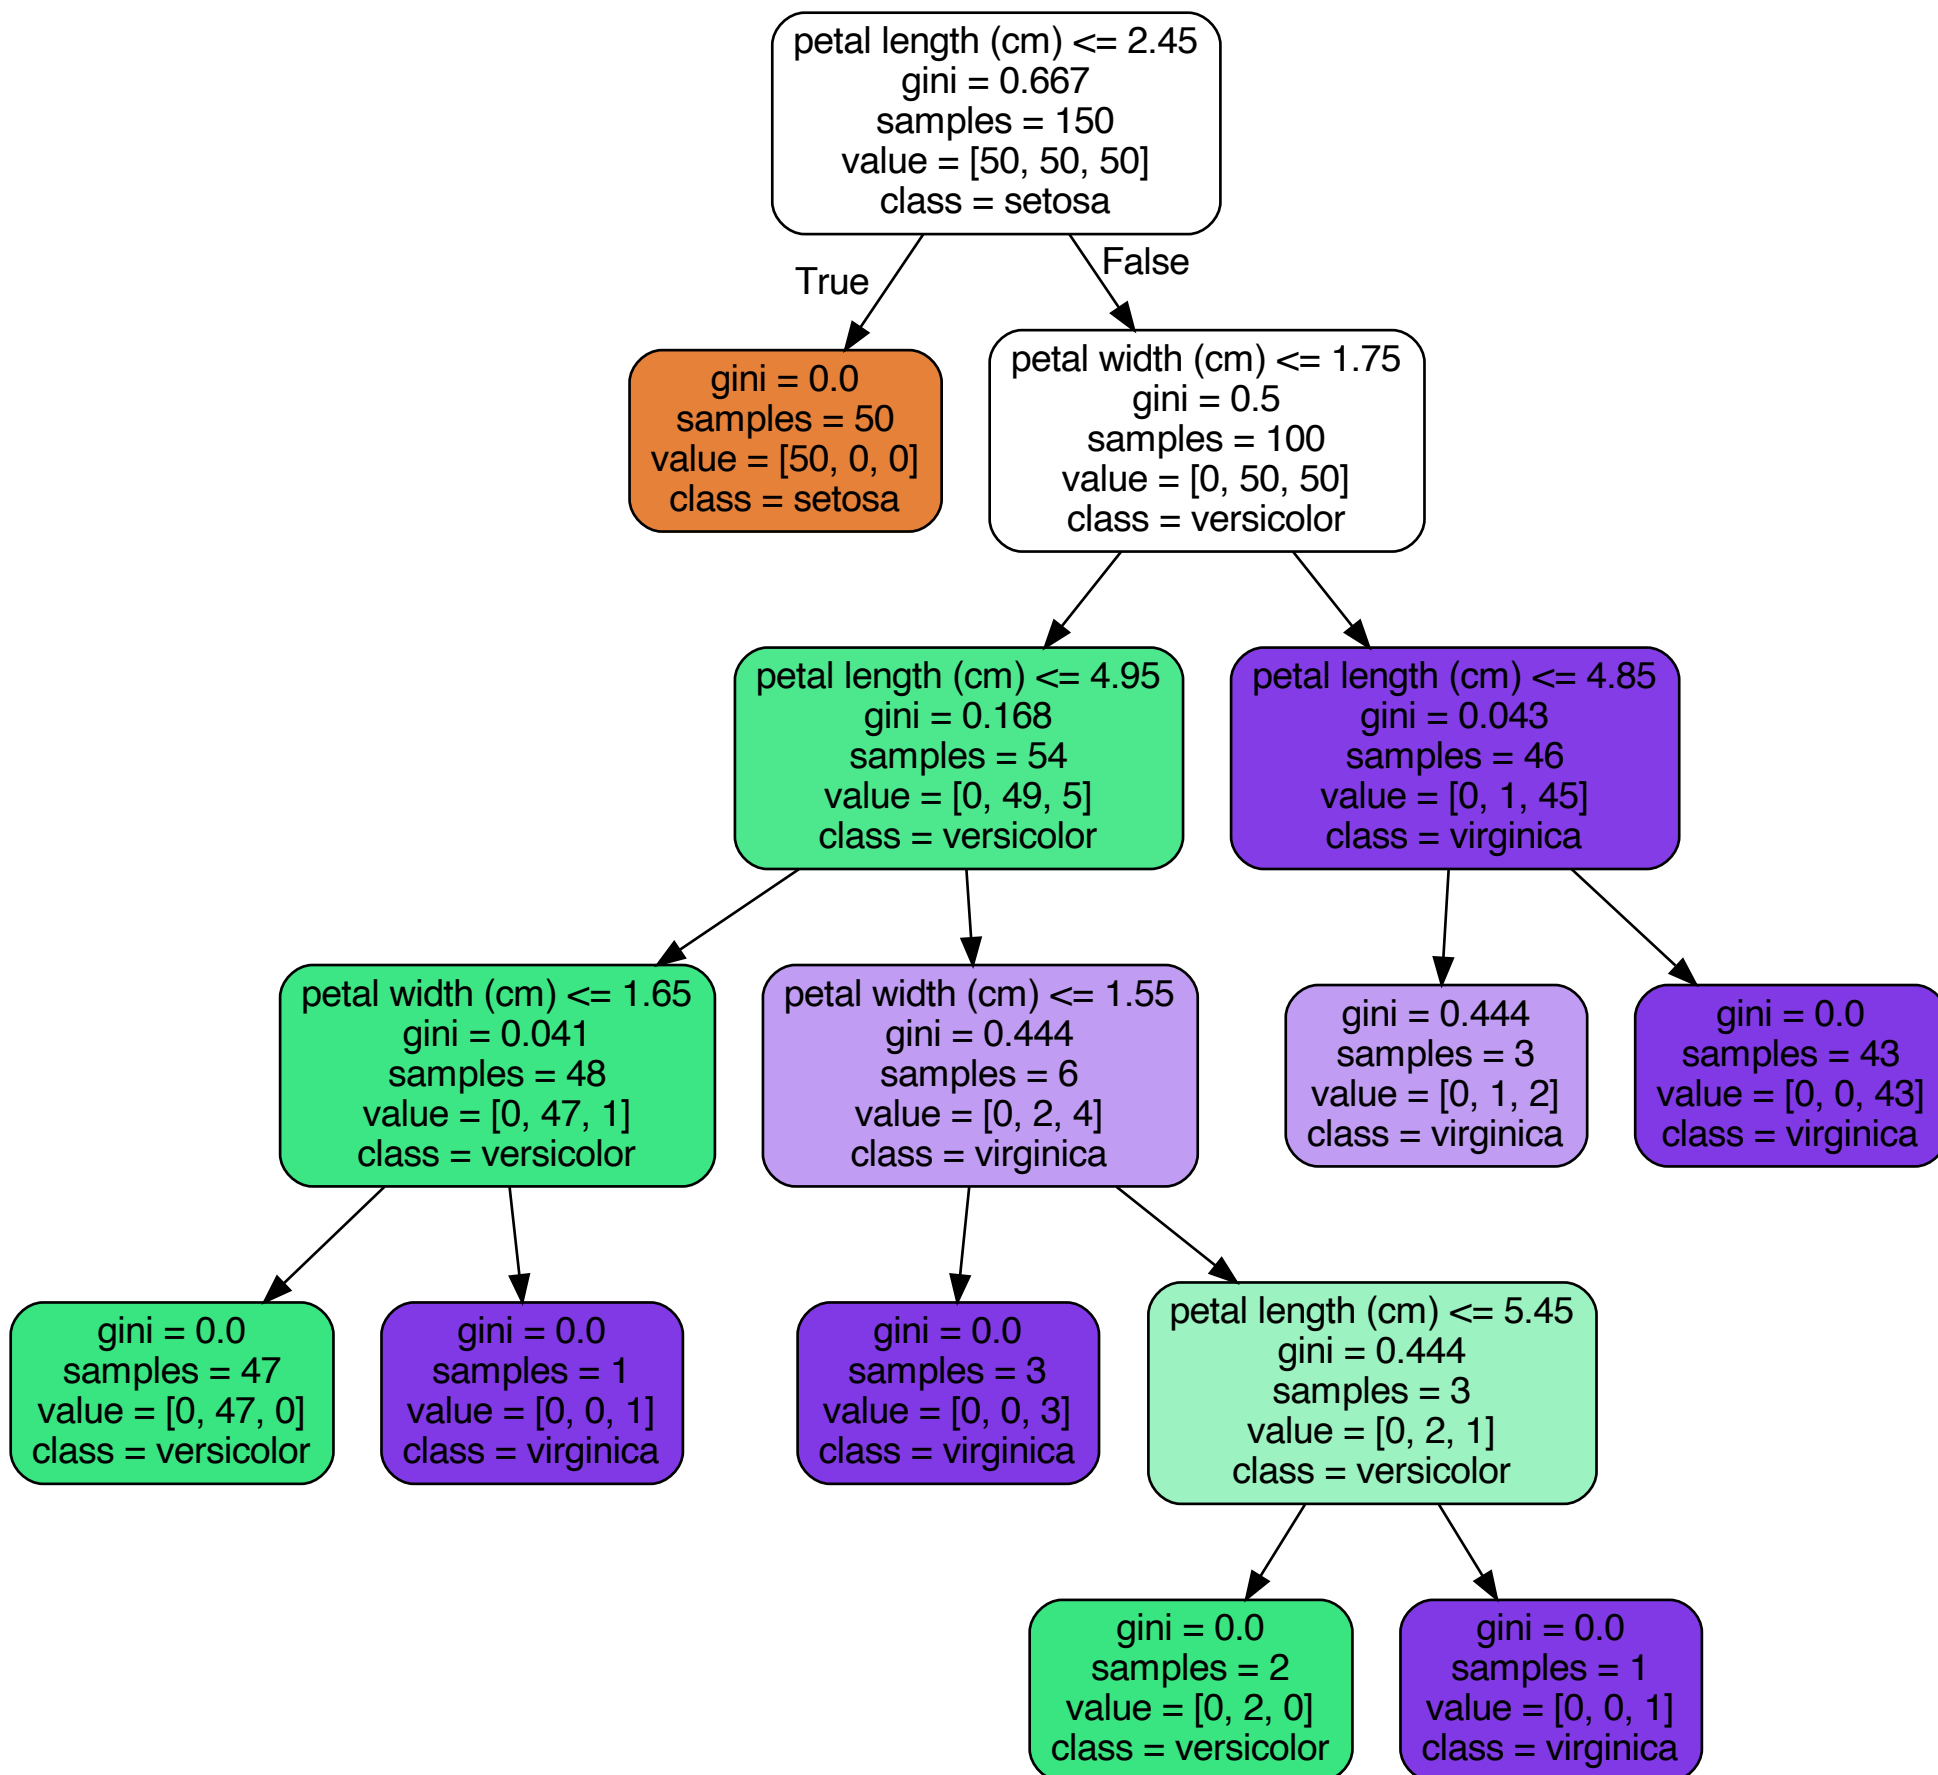 petal length (cm) <= 2.45
gini = 0.667
samples = 150
value = [50, 50, 50]
class = setosa
True
False
gini = 0.0
samples = 50
value = [50, 0, 0]
class = setosa
petal width (cm) <= 1.75
gini = 0.5
samples = 100
value = [0, 50, 50]
class = versicolor
petal length (cm) <= 4.95
gini = 0.168
samples = 54
value = [0, 49, 5]
class = versicolor
petal length (cm) <= 4.85
gini = 0.043
samples = 46
value = [0, 1, 45]
class = virginica
petal width (cm) <= 1.65
gini = 0.041
samples = 48
value = [0, 47, 1]
class = versicolor
petal width (cm) <= 1.55
gini = 0.444
samples = 6
value = [0, 2, 4]
class = virginica
gini = 0.444
samples = 3
value = [0, 1, 2]
class = virginica
gini = 0.0
samples = 43
value = [0, 0, 43]
class = virginica
gini = 0.0
samples = 47
value = [0, 47, 0]
class = versicolor
gini = 0.0
samples = 1
value = [0, 0, 1]
class = virginica
gini = 0.0
samples = 3
value = [0, 0, 3]
class = virginica
petal length (cm) <= 5.45
gini = 0.444
samples = 3
value = [0, 2, 1]
class = versicolor
gini = 0.0
samples = 2
value = [0, 2, 0]
class = versicolor
gini = 0.0
samples = 1
value = [0, 0, 1]
class = virginica